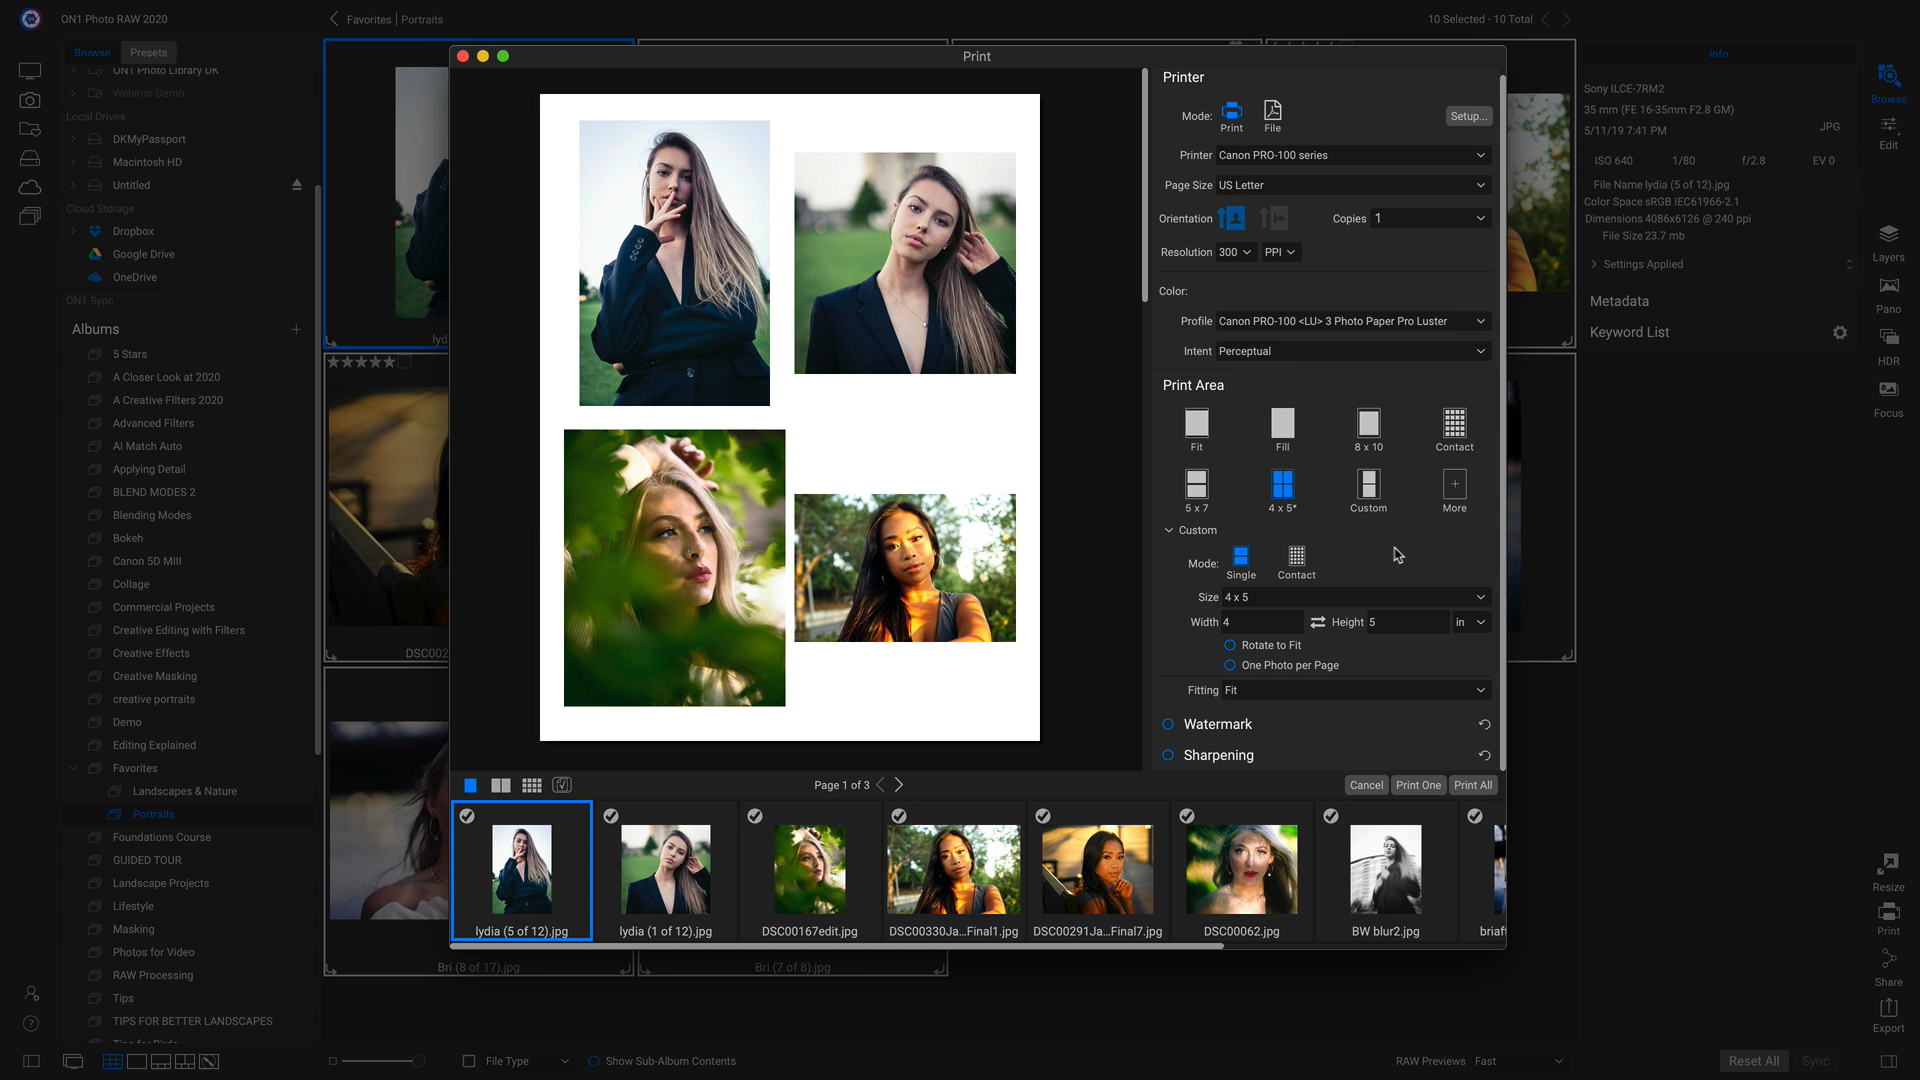 ON1 Photo RAW 2020
Favorites | Portraits
10 Selected - 10 Total
Browse
Presets
ON1 Photo Library DK
Webinar Demo
Local Drives
DKMyPassport
Macintosh HD
Untitled
Cloud Storage
Dropbox
Google Drive
OneDrive
ON1 Sync
Albums
5 Stars
A Closer Look at 2020
A Creative FIlters 2020
Advanced Filters
AI Match Auto
Applying Detail
BLEND MODES 2
Blending Modes
Bokeh
Canon 5D MIII
Collage
Commercial Projects
Creative Editing with Filters
Creative Effects
Creative Masking
creative portraits
Demo
Editing Explained
Favorites
Landscapes & Nature
Portraits
Foundations Course
GUIDED TOUR
Landscape Projects
Lifestyle
Masking
Photos for Video
RAW Processing
Tips
TIPS FOR BETTER LANDSCAPES
lyd
DSC002
Bri (8 of 17).jpg
Bri (7 of 8).jpg
Print
Printer
Mode:
Print
File
Setup...
Printer Canon PRO-100 series
Page Size US Letter
Orientation
Copies 1
Resolution 300 PPI
Color:
Profile Canon PRO-100 <LU> 3 Photo Paper Pro Luster
Intent Perceptual
Print Area
Fit
Fill
8 x 10
Contact
5 x 7
4 x 5*
Custom
More
Custom
Mode:
Single
Contact
Size 4 x 5
Width 4
Height 5
in
Rotate to Fit
One Photo per Page
Fitting Fit
Watermark
Sharpening
Page 1 of 3
Cancel
Print One
Print All
lydia (5 of 12).jpg
lydia (1 of 12).jpg
DSC00167edit.jpg
DSC00330Ja...Final1.jpg
DSC00291Ja...Final7.jpg
DSC00062.jpg
BW blur2.jpg
briaf
Info
Sony ILCE-7RM2
35 mm (FE 16-35mm F2.8 GM)
5/11/19 7:41 PM
JPG
ISO 640
1/80
f/2.8
EV 0
File Name lydia (5 of 12).jpg
Color Space sRGB IEC61966-2.1
Dimensions 4086x6126 @ 240 ppi
File Size 23.7 mb
Settings Applied
Metadata
Keyword List
Browse
Edit
Layers
Pano
HDR
Focus
Resize
Print
Share
Export
File Type
Show Sub-Album Contents
RAW Previews Fast
Reset All
Sync